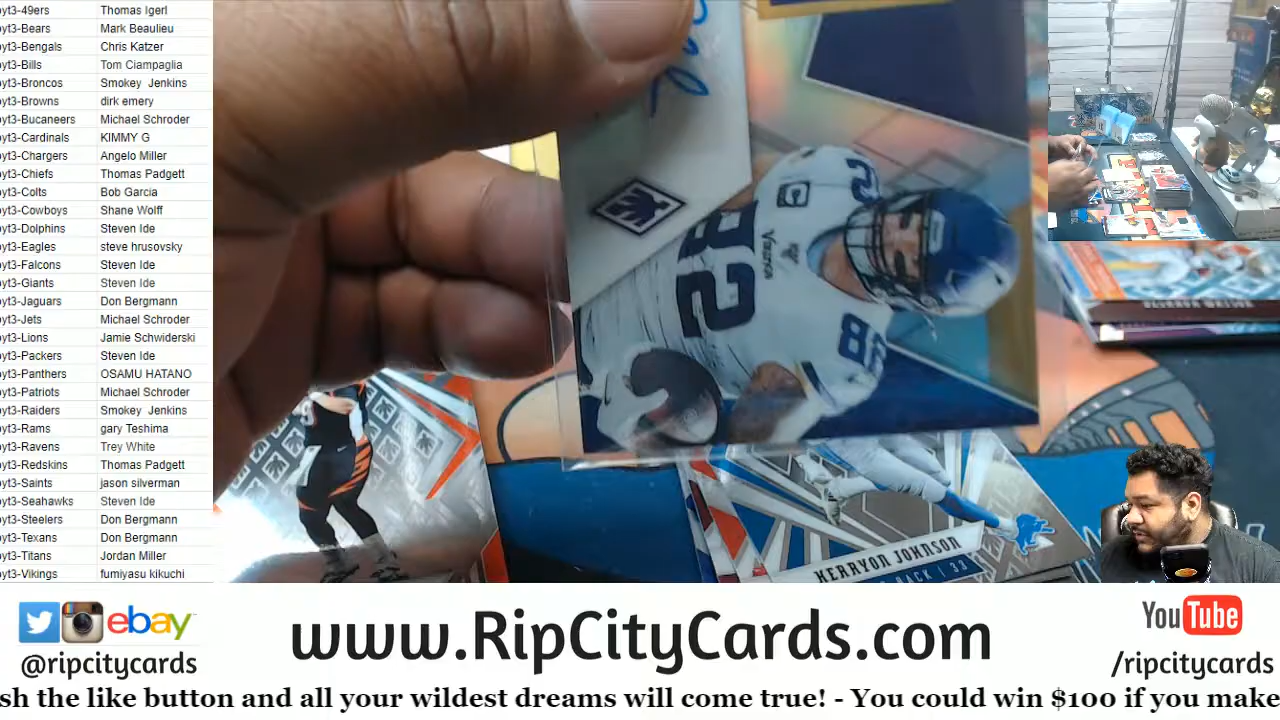 yt3-49ers Thomas Igerl
yt3-Bears Mark Beaulieu
yt3-Bengals Chris Katzer
yt3-Bills Tom Ciampaglia
yt3-Broncos Smokey Jenkins
yt3-Browns dirk emery
yt3-Bucaneers Michael Schroder
yt3-Cardinals KIMMY G
yt3-Chargers Angelo Miller
yt3-Chiefs Thomas Padgett
yt3-Colts Bob Garcia
yt3-Cowboys Shane Wolff
yt3-Dolphins Steven Ide
yt3-Eagles steve hrusovsky
yt3-Falcons Steven Ide
yt3-Giants Steven Ide
yt3-Jaguars Don Bergmann
yt3-Jets Michael Schroder
yt3-Lions Jamie Schwiderski
yt3-Packers Steven Ide
yt3-Panthers OSAMU HATANO
yt3-Patriots Michael Schroder
yt3-Raiders Smokey Jenkins
yt3-Rams gary Teshima
yt3-Ravens Trey White
yt3-Redskins Thomas Padgett
yt3-Saints jason silverman
yt3-Seahawks Steven Ide
yt3-Steelers Don Bergmann
yt3-Texans Don Bergmann
yt3-Titans Jordan Miller
yt3-Vikings fumiyasu kikuchi
82
82
C
KERRYON JOHNSON
BACK | 33
ebay
@ripcitycards
www.RipCityCards.com
YouTube
/ripcitycards
sh the like button and all your wildest dreams will come true! - You could win $100 if you make